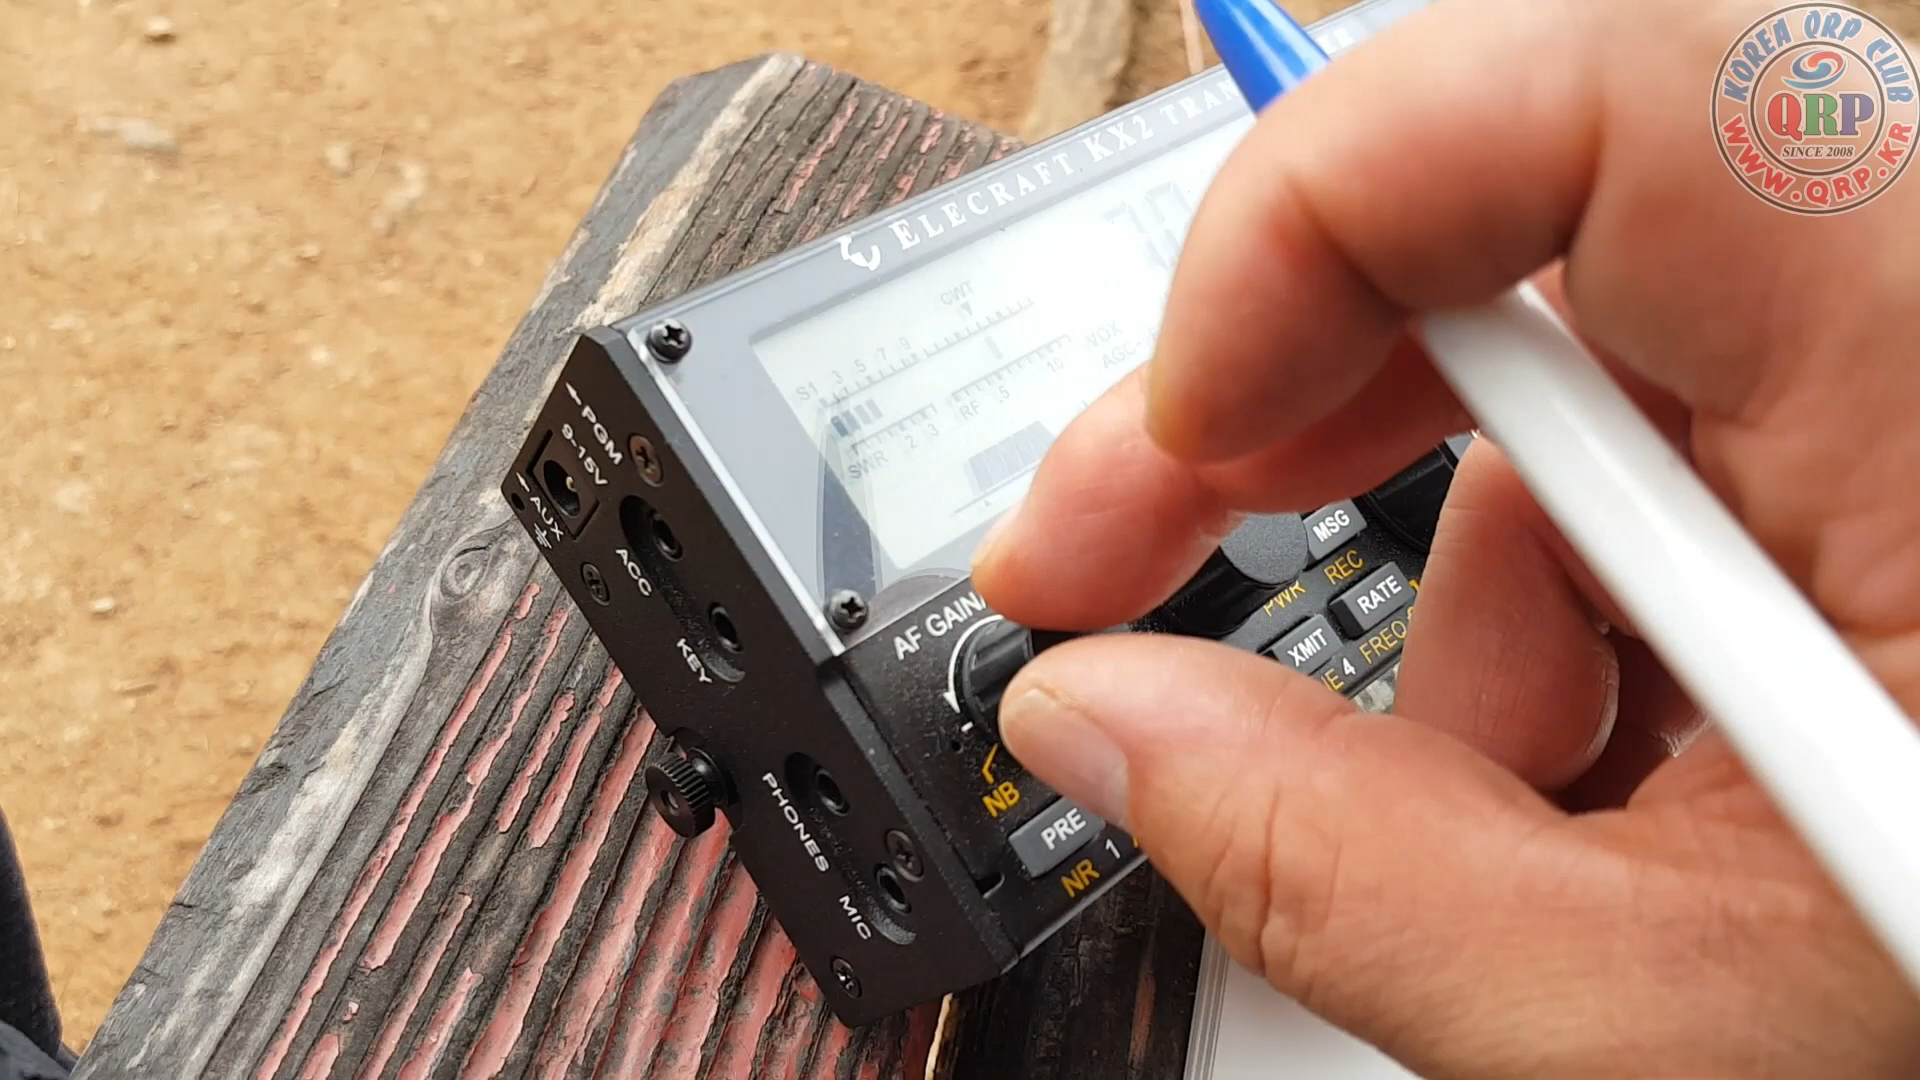 KOREA QRP CLUB
QRP
SINCE 2008
WWW.QRP.KR
ELECRAFT KX2
CWT
S1 3 5 7 9
VOX
AGC-
SWR 2 3
RF .5 10
PGM
9-15V
AUX
ACC
KEY
PHONES
MIC
AF GAIN
NB
PRE
NR 1
MSG
REC
PWR
RATE
FREQ
XMIT
4